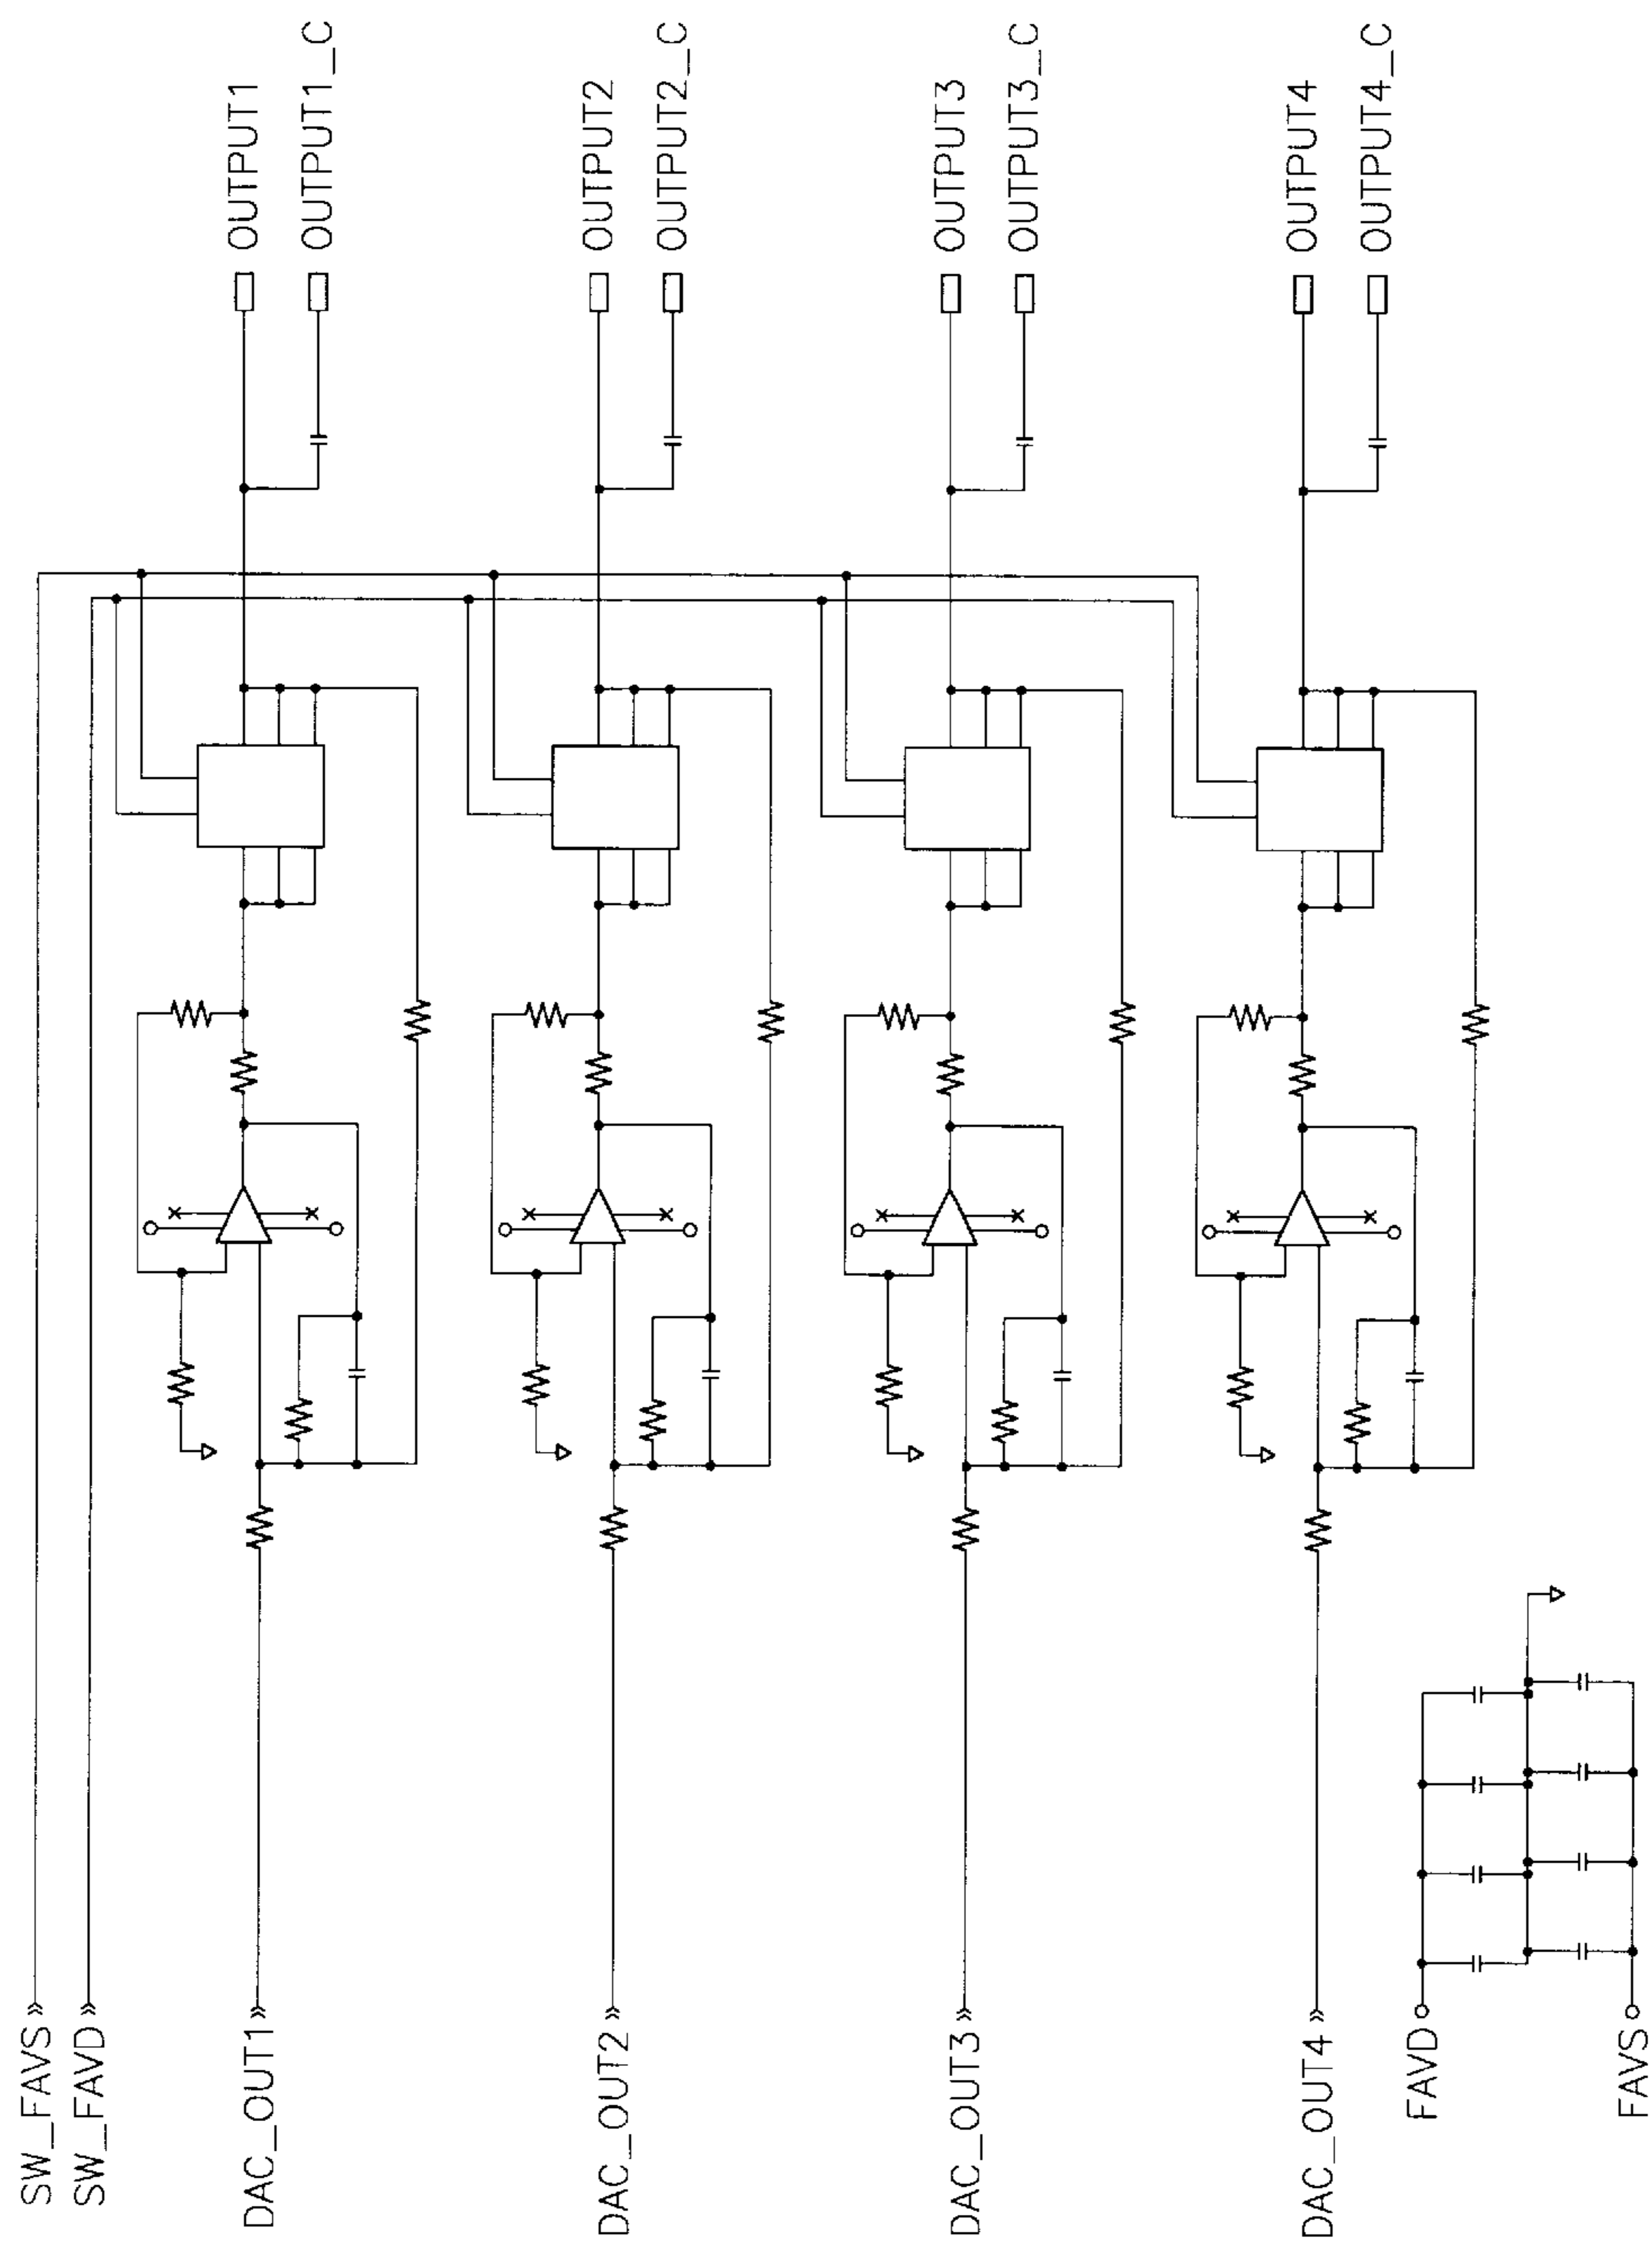 SW_FAVS
SW_FAVD
DAC_OUT1
OUTPUT1
OUTPUT1_C
DAC_OUT2
OUTPUT2
OUTPUT2_C
DAC_OUT3
OUTPUT3
OUTPUT3_C
DAC_OUT4
OUTPUT4
OUTPUT4_C
FAVD
FAVS